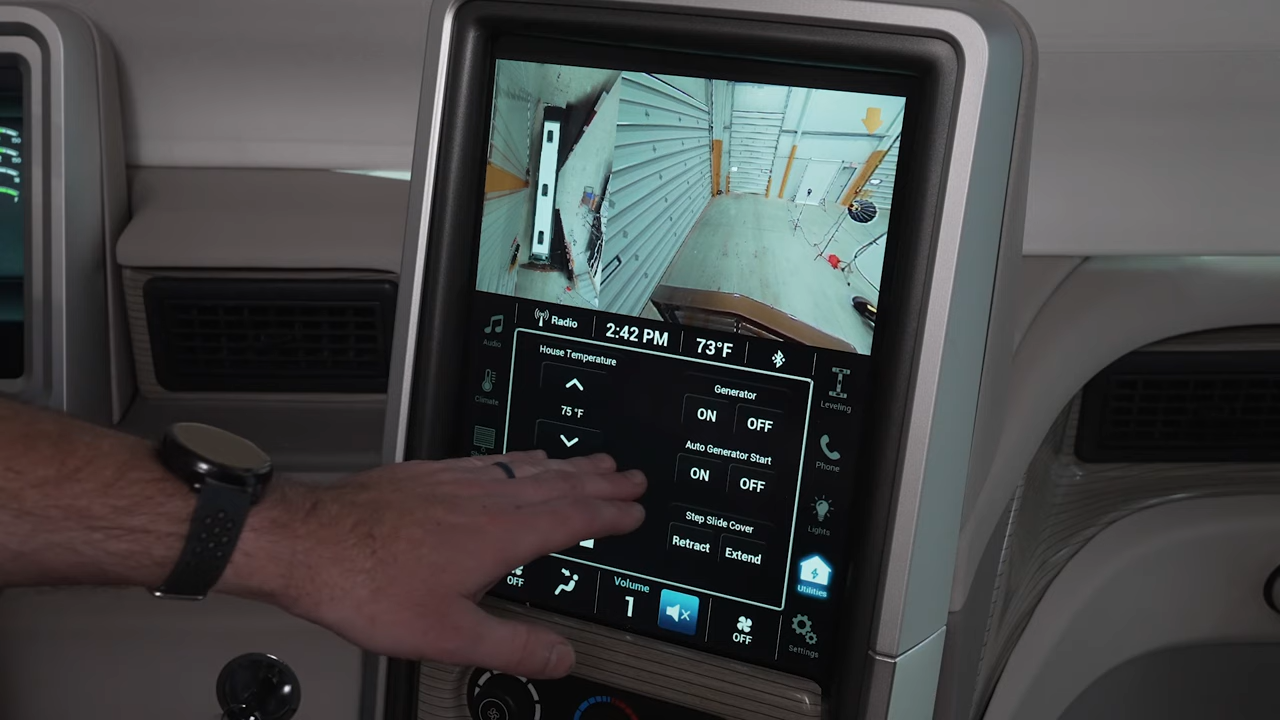 Radio
2:42 PM
73°F
Audio
Climate
House Temperature
75 °F
Generator
ON OFF
Auto Generator Start
ON OFF
Step Slide Cover
Retract Extend
Leveling
Phone
Lights
Utilities
Settings
OFF
Volume
1
OFF